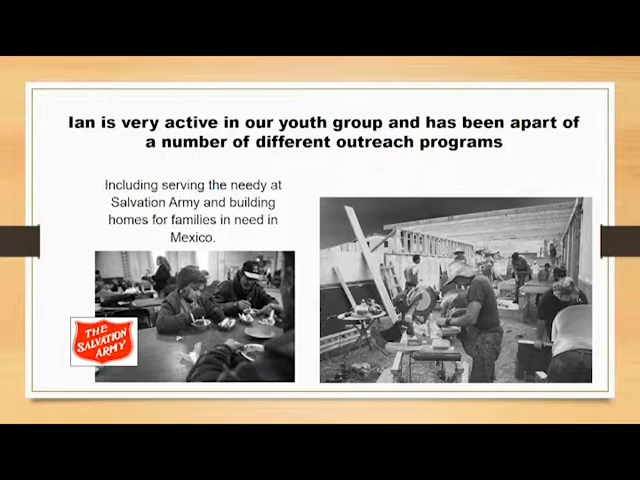 Ian is very active in our youth group and has been apart of
a number of different outreach programs
Including serving the needy at
Salvation Army and building
homes for families in need in
Mexico.
THE
SALVATION
ARMY